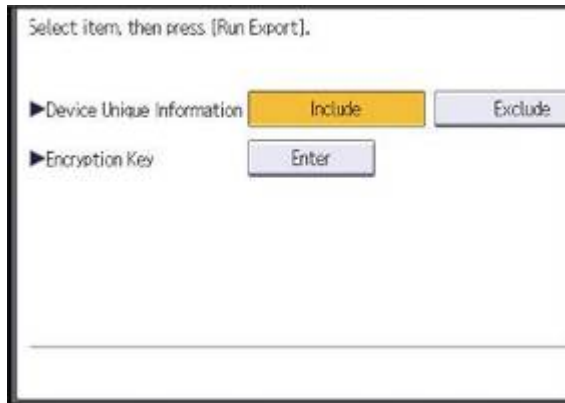 Select item, then press [Run Export].
►Device Unique Information Include Exclude
►Encryption Key Enter